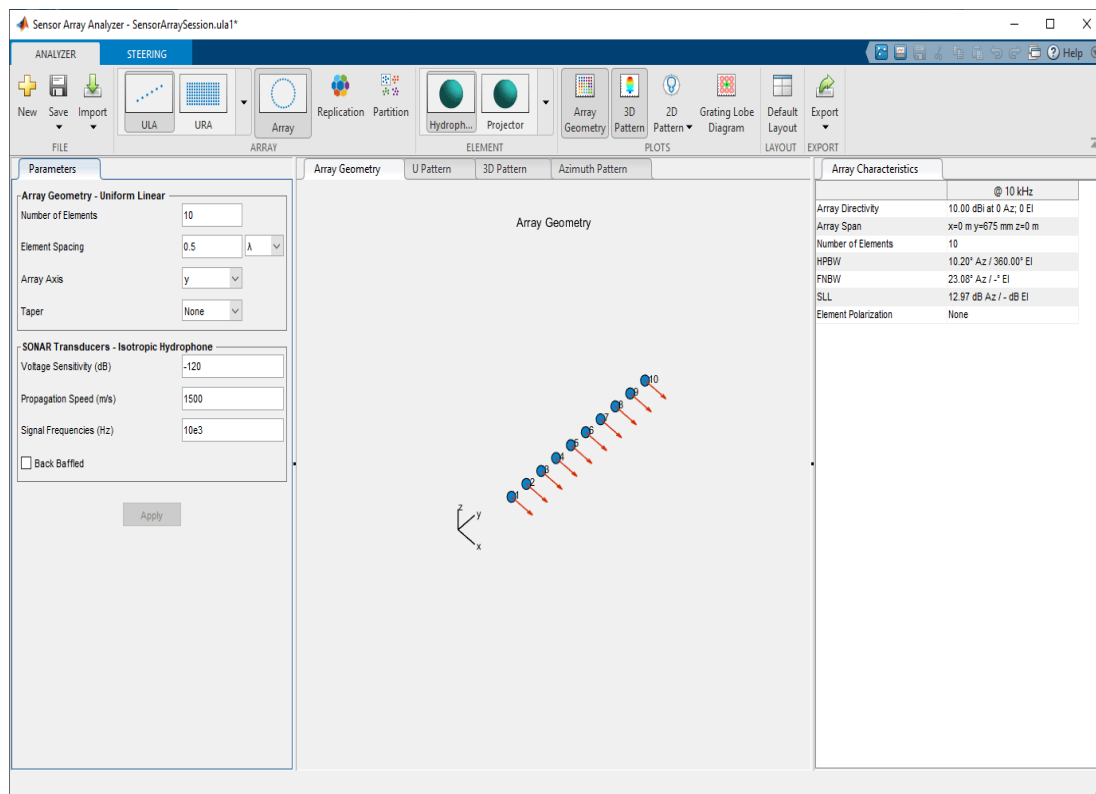 Sensor Array Analyzer - SensorArraySession.ula1*
ANALYZER STEERING
Help
New Save Import
FILE
ULA URA Array Replication Partition
ARRAY
Hydroph... Projector
ELEMENT
Array Geometry 3D Pattern 2D Pattern Grating Lobe Diagram
PLOTS
Default Layout
LAYOUT
Export
EXPORT
Parameters
Array Geometry - Uniform Linear
Number of Elements 10
Element Spacing 0.5 λ
Array Axis y
Taper None
SONAR Transducers - Isotropic Hydrophone
Voltage Sensitivity (dB) -120
Propagation Speed (m/s) 1500
Signal Frequencies (Hz) 10e3
Back Baffled
Apply
Array Geometry U Pattern 3D Pattern Azimuth Pattern
Array Geometry
10
9
8
7
6
5
4
3
2
1
z
y
x
Array Characteristics
@ 10 kHz
Array Directivity 10.00 dBi at 0 Az; 0 El
Array Span x=0 m y=675 mm z=0 m
Number of Elements 10
HPBW 10.20° Az / 360.00° El
FNBW 23.08° Az / -° El
SLL 12.97 dB Az / - dB El
Element Polarization None